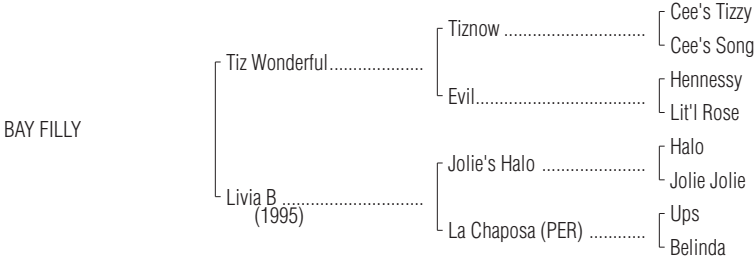 Cee's Tizzy
Tiznow ..............................
Cee's Song
Tiz Wonderful....................
Hennessy
Evil....................................
Lit'l Rose
BAY FILLY
Halo
Jolie's Halo ......................
Jolie Jolie
Livia B ..............................
(1995)
Ups
La Chaposa (PER) ............
Belinda